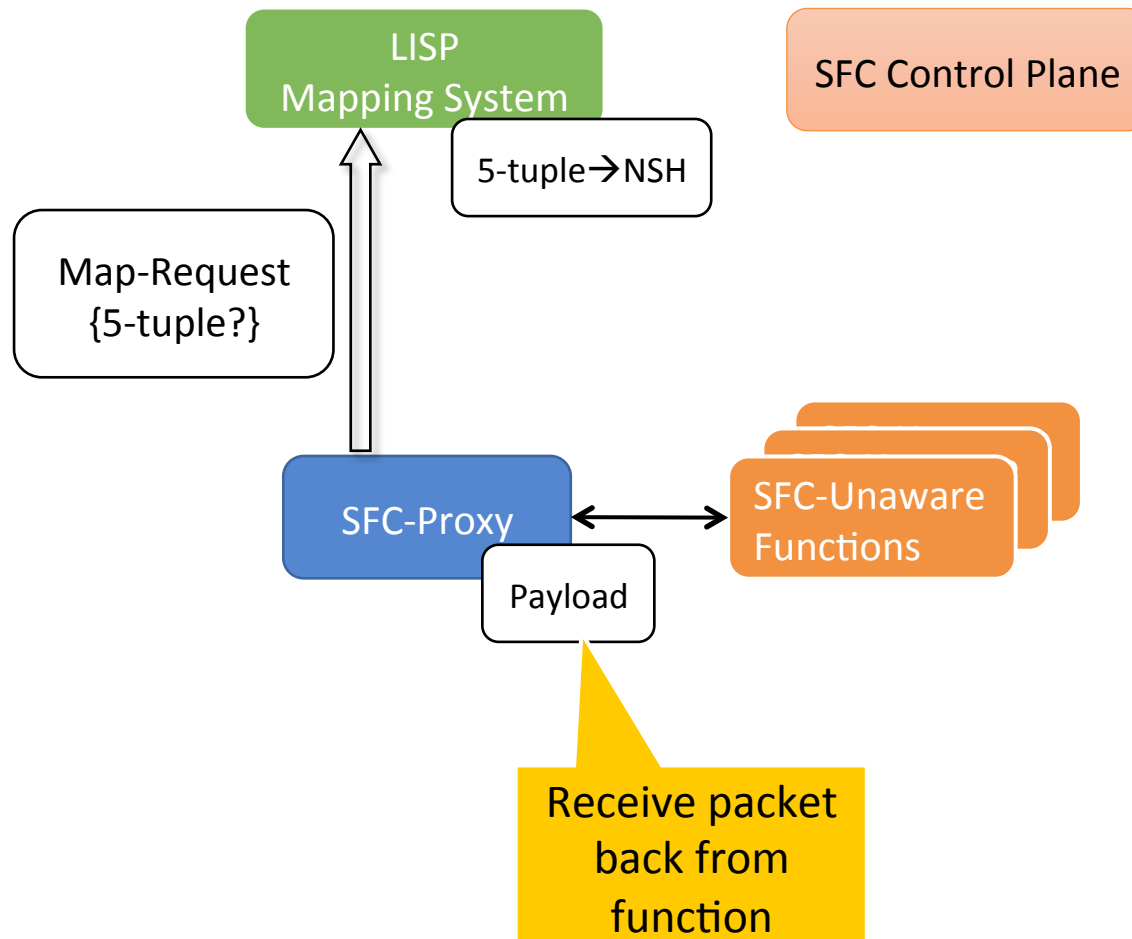 LISP
Mapping System
SFC Control Plane
5-tuple→NSH
Map-Request
{5-tuple?}
SFC-Proxy
SFC-Unaware
Functions
Payload
Receive packet
back from
function